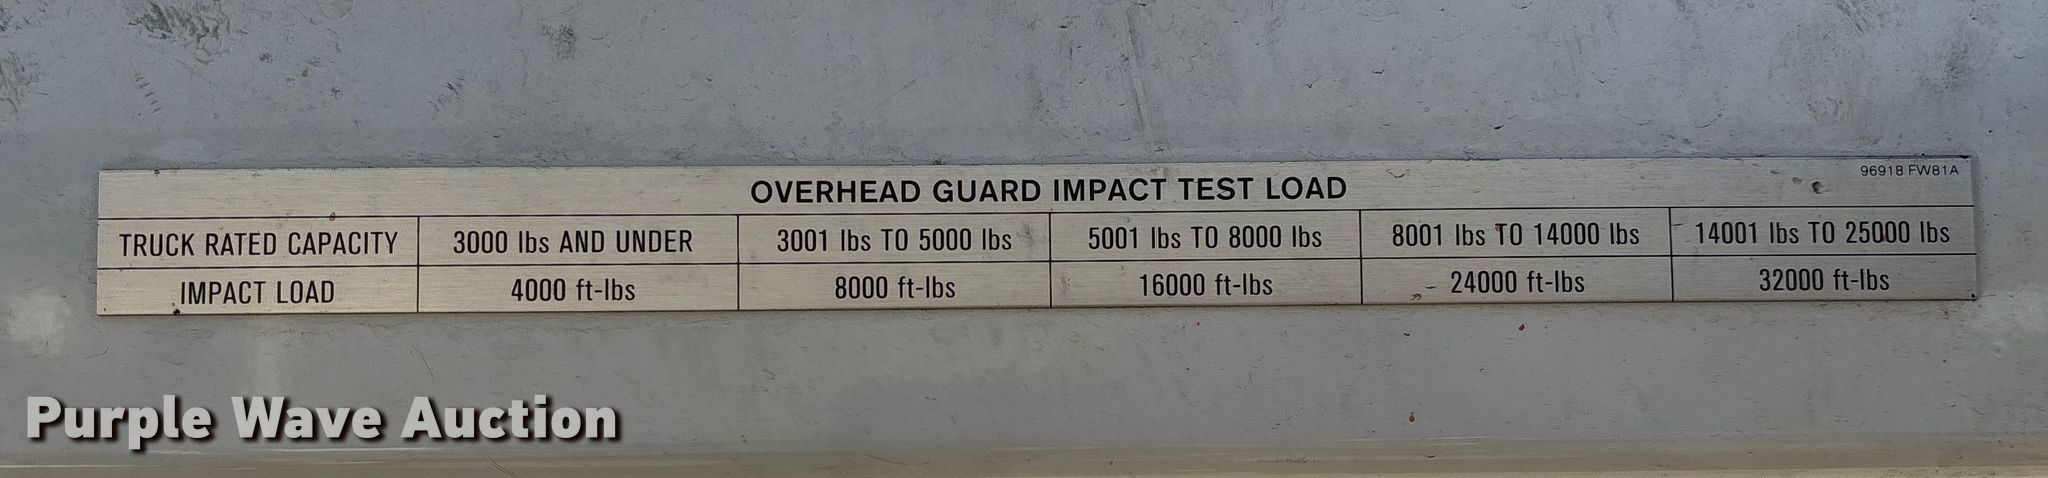 96918 FW81A
OVERHEAD GUARD IMPACT TEST LOAD
TRUCK RATED CAPACITY 3000 lbs AND UNDER 3001 lbs TO 5000 lbs 5001 lbs TO 8000 lbs 8001 lbs TO 14000 lbs 14001 lbs TO 25000 lbs
IMPACT LOAD 4000 ft-lbs 8000 ft-lbs 16000 ft-lbs 24000 ft-lbs 32000 ft-lbs
Purple Wave Auction